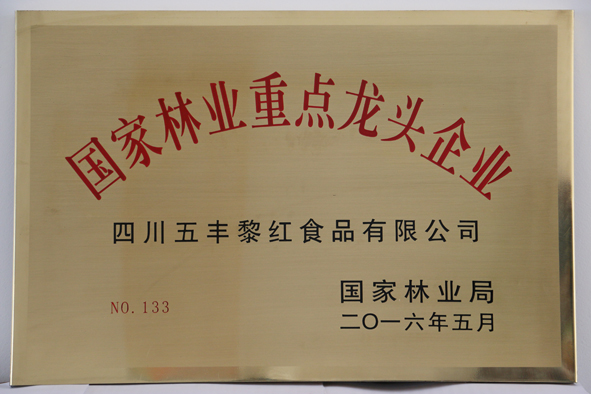 国家林业重点龙头企业
四川五丰黎红食品有限公司
NO.133
国家林业局
二〇一六年五月